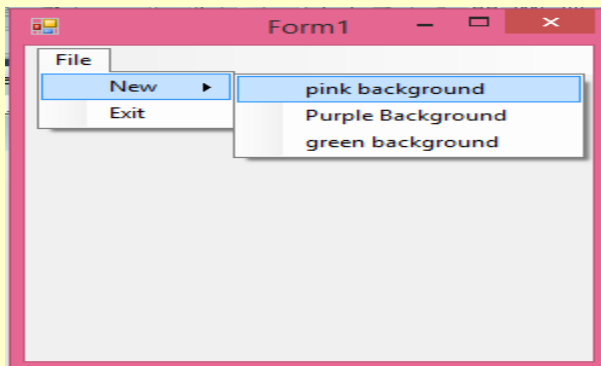 Form1
File
New
Exit
pink background
Purple Background
green background